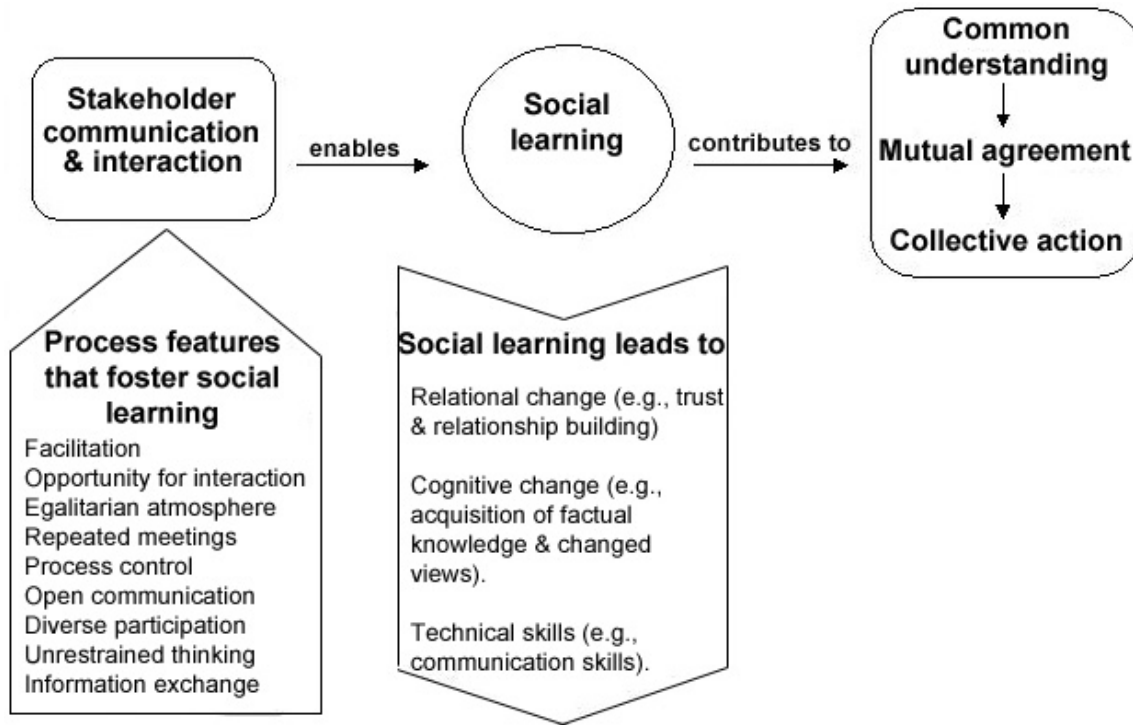 Stakeholder
communication
& interaction
enables
Social
learning
contributes to
Common
understanding
Mutual agreement
Collective action
Process features
that foster social
learning
Facilitation
Opportunity for interaction
Egalitarian atmosphere
Repeated meetings
Process control
Open communication
Diverse participation
Unrestrained thinking
Information exchange
Social learning leads to
Relational change (e.g., trust
& relationship building)
Cognitive change (e.g.,
acquisition of factual
knowledge & changed
views).
Technical skills (e.g.,
communication skills).